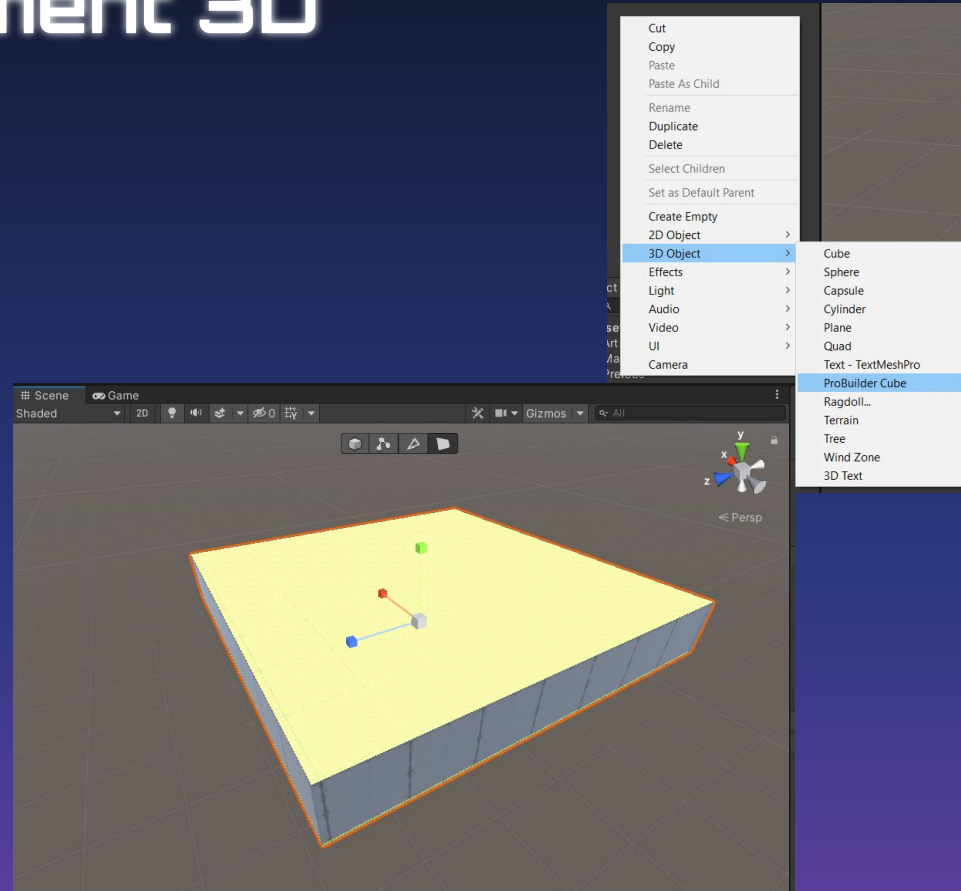 ment 3D
Cut
Copy
Paste
Paste As Child
Rename
Duplicate
Delete
Select Children
Set as Default Parent
Create Empty
2D Object
3D Object
Effects
Light
Audio
Video
UI
Camera
Cube
Sphere
Capsule
Cylinder
Plane
Quad
Text - TextMeshPro
ProBuilder Cube
Ragdoll...
Terrain
Tree
Wind Zone
3D Text
Scene
Game
Shaded
2D
0
Gizmos
All
y
x
z
Persp